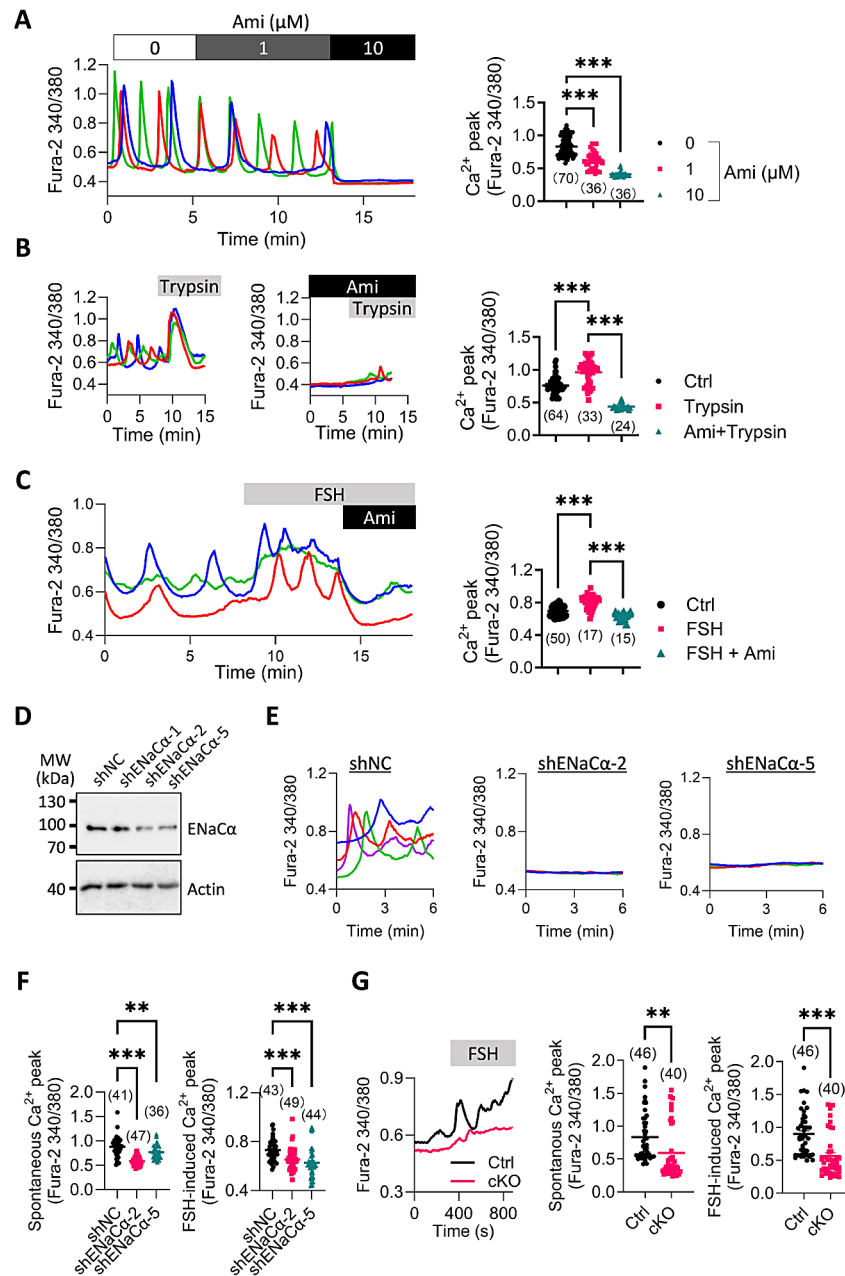 A
Ami (µM)
0 1 10
Fura-2 340/380
1.2
1.0
0.8
0.6
0.4
0 5 10 15
Time (min)
Ca2+ peak
(Fura-2 340/380)
1.5
1.0
0.5
0.0
***
***
(70) (36) (36)
0
1
10
Ami (µM)
B
Trypsin
Fura-2 340/380
1.2
1.0
0.8
0.6
0.4
0 5 10 15
Time (min)
Ami
Trypsin
Fura-2 340/380
1.2
1.0
0.8
0.6
0.4
0 5 10 15
Time (min)
Ca2+ peak
(Fura-2 340/380)
1.5
1.0
0.5
0.0
***
***
(64) (33) (24)
Ctrl
Trypsin
Ami+Trypsin
C
FSH
Ami
Fura-2 340/380
1.0
0.8
0.6
0.4
0 5 10 15
Time (min)
Ca2+ peak
(Fura-2 340/380)
1.2
0.8
0.4
0.0
***
***
(50) (17) (15)
Ctrl
FSH
FSH + Ami
D
MW
(kDa)
shNC
shENaCα-1
shENaCα-2
shENaCα-5
130
100
70
40
ENaCα
Actin
E
shNC
Fura-2 340/380
1.2
0.8
0.4
0 3 6
Time (min)
shENaCα-2
Fura-2 340/380
1.2
0.8
0.4
0 3 6
Time (min)
shENaCα-5
Fura-2 340/380
1.2
0.8
0.4
0 3 6
Time (min)
F
Spontaneous Ca2+ peak
(Fura-2 340/380)
2.0
1.5
1.0
0.5
0.0
**
***
(41) (47) (36)
shNC
shENaCα-2
shENaCα-5
FSH-induced Ca2+ peak
(Fura-2 340/380)
1.2
0.8
0.4
***
***
(43) (49) (44)
shNC
shENaCα-2
shENaCα-5
G
FSH
Fura-2 340/380
0.9
0.6
0.3
0 400 800
Time (s)
Ctrl
cKO
Spontaneous Ca2+ peak
(Fura-2 340/380)
2.0
1.5
1.0
0.5
0.0
**
(46) (40)
Ctrl
cKO
FSH-induced Ca2+ peak
(Fura-2 340/380)
2.0
1.5
1.0
0.5
0.0
***
(46) (40)
Ctrl
cKO